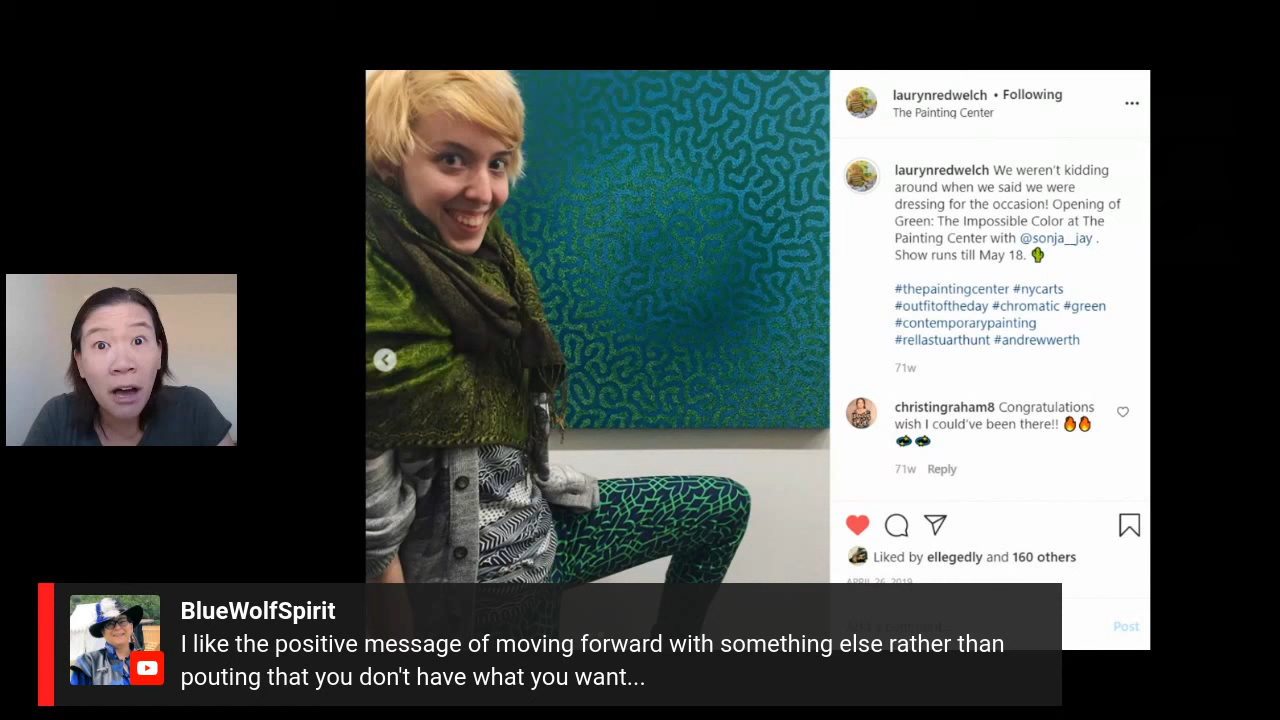 laurynredwelch • Following
The Painting Center
laurynredwelch We weren't kidding
around when we said we were
dressing for the occasion! Opening of
Green: The Impossible Color at The
Painting Center with @sonja__jay .
Show runs till May 18.
#thepaintingcenter #nycarts
#outfitoftheday #chromatic #green
#contemporarypainting
#rellastuarthunt #andrewwerth
71w
christingraham8 Congratulations
wish I could've been there!!
71w Reply
Liked by ellegedly and 160 others
APRIL 26, 2019
Post
BlueWolfSpirit
I like the positive message of moving forward with something else rather than
pouting that you don't have what you want...